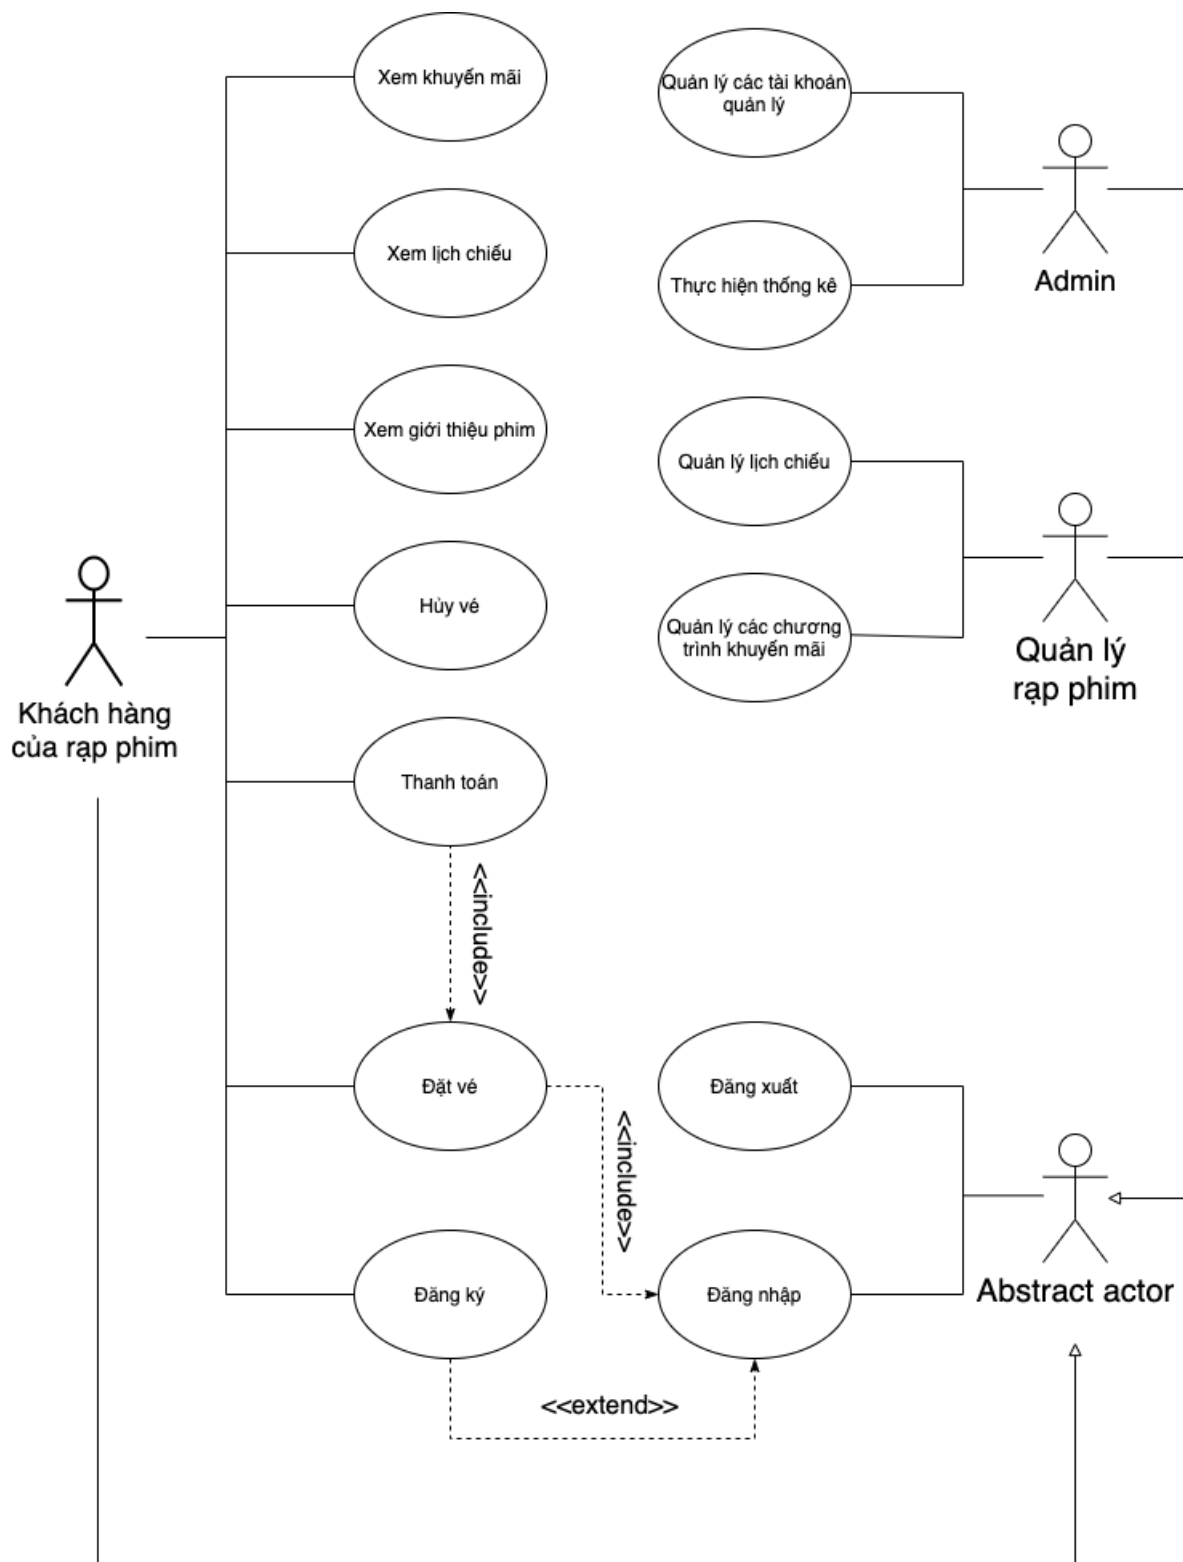 Xem khuyến mãi
Quản lý các tài khoản
quản lý
Xem lịch chiếu
Thực hiện thống kê
Admin
Xem giới thiệu phim
Quản lý lịch chiếu
Hủy vé
Quản lý các chương
trình khuyến mãi
Quản lý
rạp phim
Khách hàng
của rạp phim
Thanh toán
<<include>>
Đặt vé
Đăng xuất
<<include>>
Đăng ký
Đăng nhập
Abstract actor
<<extend>>